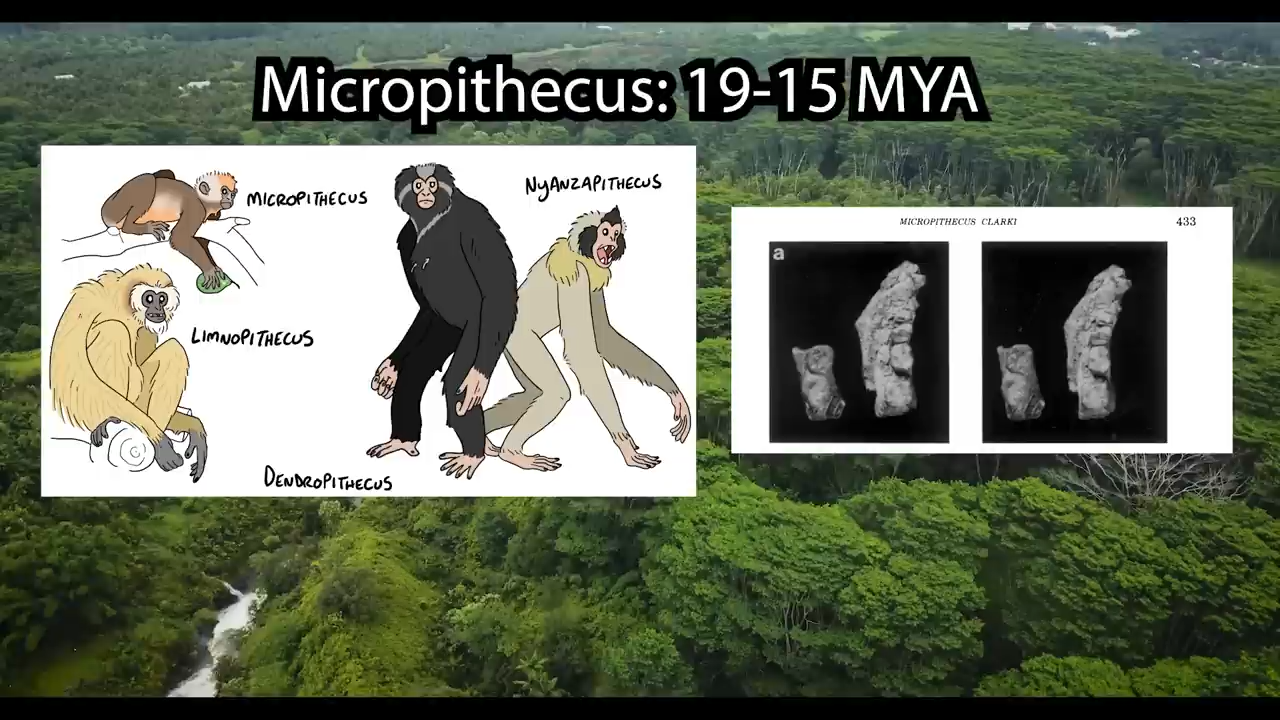 Micropithecus: 19-15 MYA
MICROPITHECUS
NYANZAPITHECUS
LIMNOPITHECUS
DENDROPITHECUS
MICROPITHECUS CLARKI 433
a